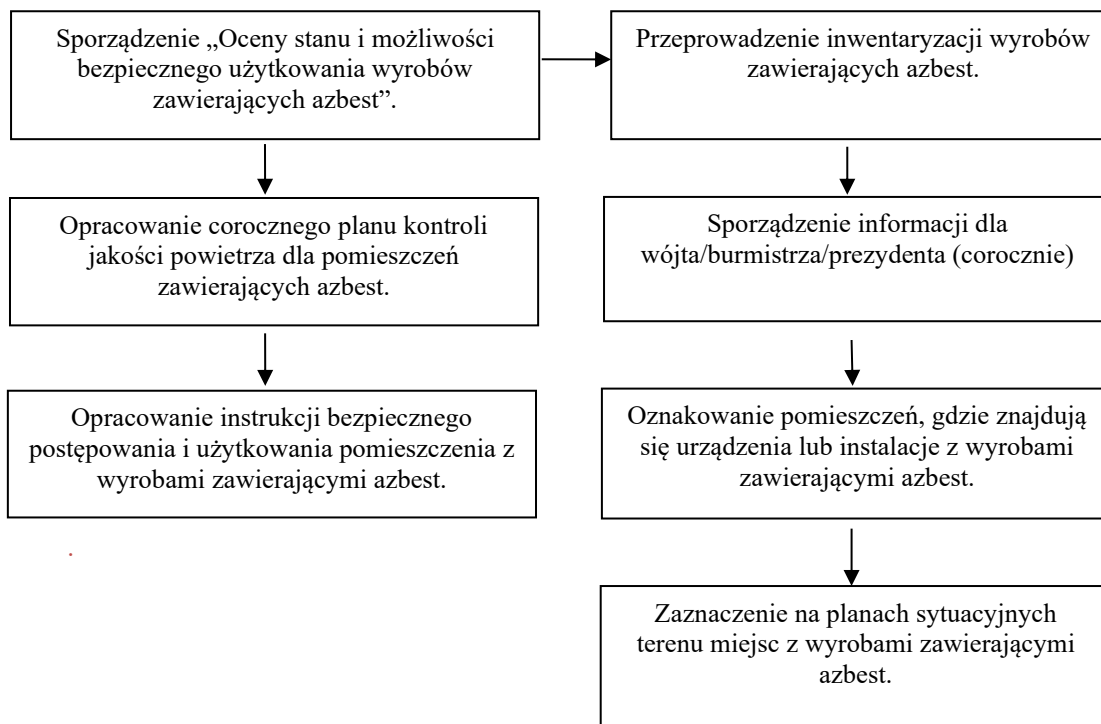 Sporządzenie „Oceny stanu i możliwości
bezpiecznego użytkowania wyrobów
zawierających azbest”.
Przeprowadzenie inwentaryzacji wyrobów
zawierających azbest.
Opracowanie corocznego planu kontroli
jakości powietrza dla pomieszczeń
zawierających azbest.
Sporządzenie informacji dla
wójta/burmistrza/prezydenta (corocznie)
Opracowanie instrukcji bezpiecznego
postępowania i użytkowania pomieszczenia z
wyrobami zawierającymi azbest.
Oznakowanie pomieszczeń, gdzie znajdują
się urządzenia lub instalacje z wyrobami
zawierającymi azbest.
.
Zaznaczenie na planach sytuacyjnych
terenu miejsc z wyrobami zawierającymi
azbest.